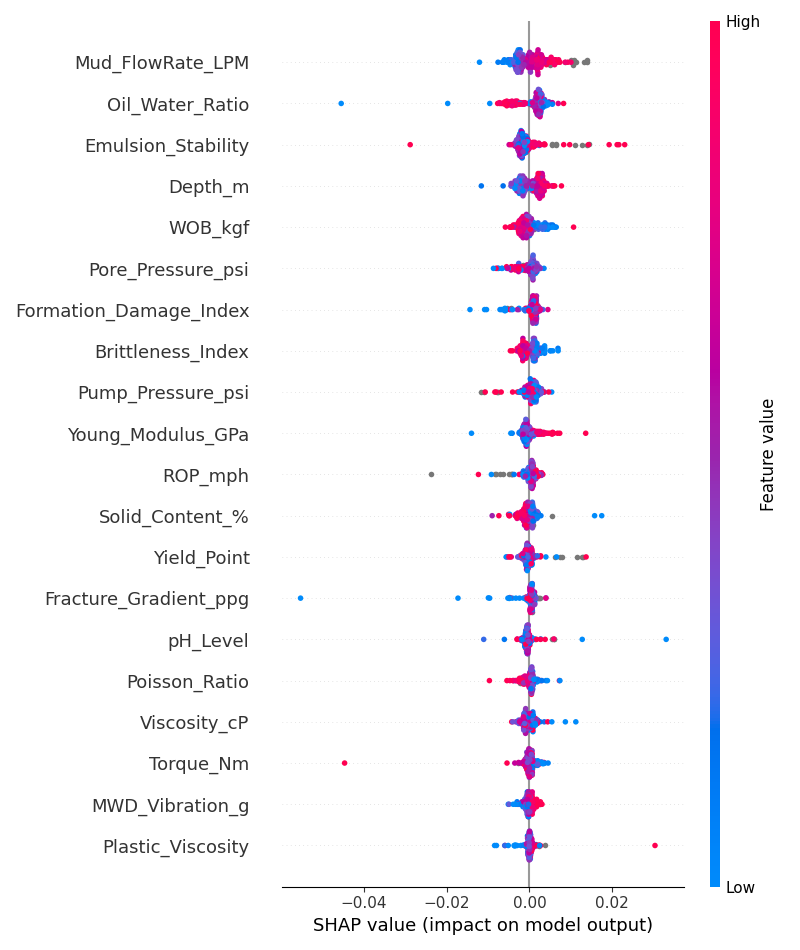 High
Mud_FlowRate_LPM
Oil_Water_Ratio
Emulsion_Stability
Depth_m
WOB_kgf
Pore_Pressure_psi
Formation_Damage_Index
Brittleness_Index
Pump_Pressure_psi
Young_Modulus_GPa
ROP_mph
Solid_Content_%
Yield_Point
Fracture_Gradient_ppg
pH_Level
Poisson_Ratio
Viscosity_cP
Torque_Nm
MWD_Vibration_g
Plastic_Viscosity
Feature value
Low
−0.04 −0.02 0.00 0.02
SHAP value (impact on model output)